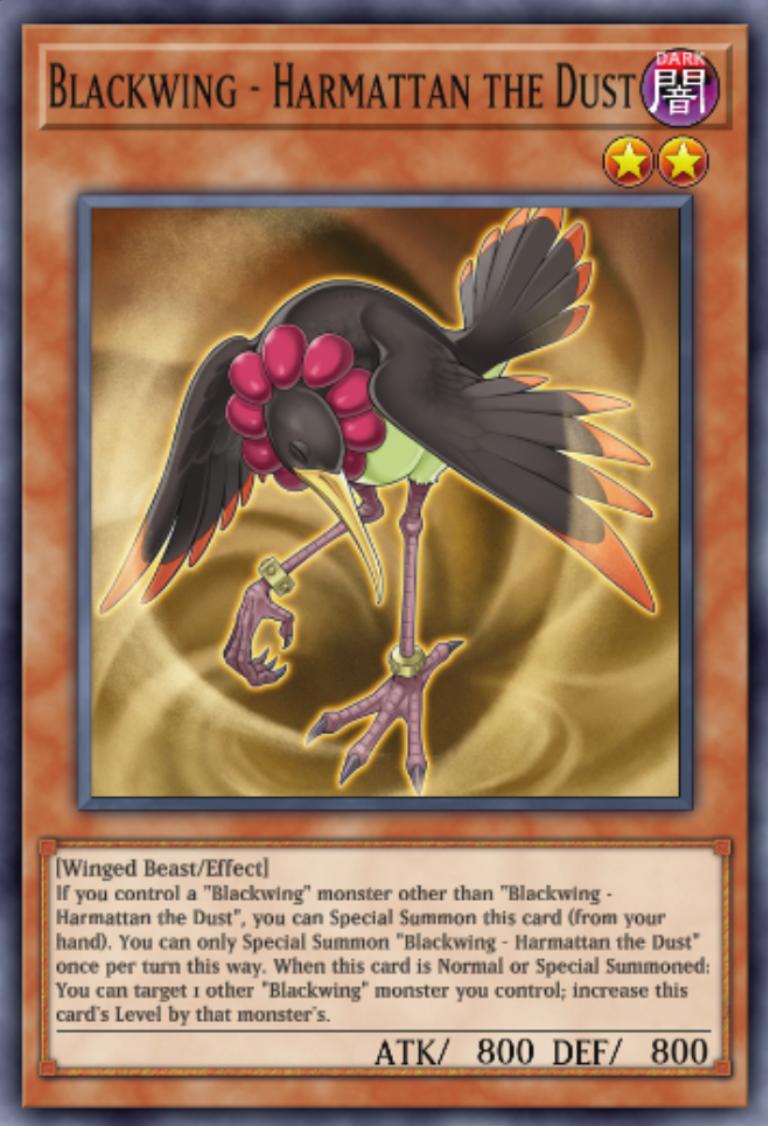 Blackwing - Harmattan the Dust
DARK
闇
[Winged Beast/Effect]
If you control a "Blackwing" monster other than "Blackwing -
Harmattan the Dust", you can Special Summon this card (from your
hand). You can only Special Summon "Blackwing - Harmattan the Dust"
once per turn this way. When this card is Normal or Special Summoned:
You can target 1 other "Blackwing" monster you control; increase this
card's Level by that monster's.
ATK/ 800 DEF/ 800